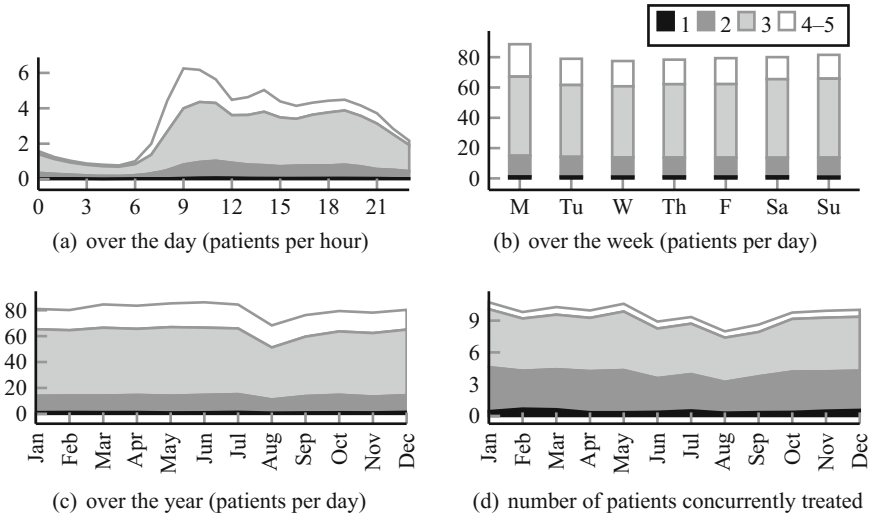 1 2 3 4–5
6
4
2
0
0 3 6 9 12 15 18 21
(a) over the day (patients per hour)
80
60
40
20
0
M Tu W Th F Sa Su
(b) over the week (patients per day)
80
60
40
20
0
Jan Feb Mar Apr May Jun Jul Aug Sep Oct Nov Dec
(c) over the year (patients per day)
9
6
3
0
Jan Feb Mar Apr May Jun Jul Aug Sep Oct Nov Dec
(d) number of patients concurrently treated